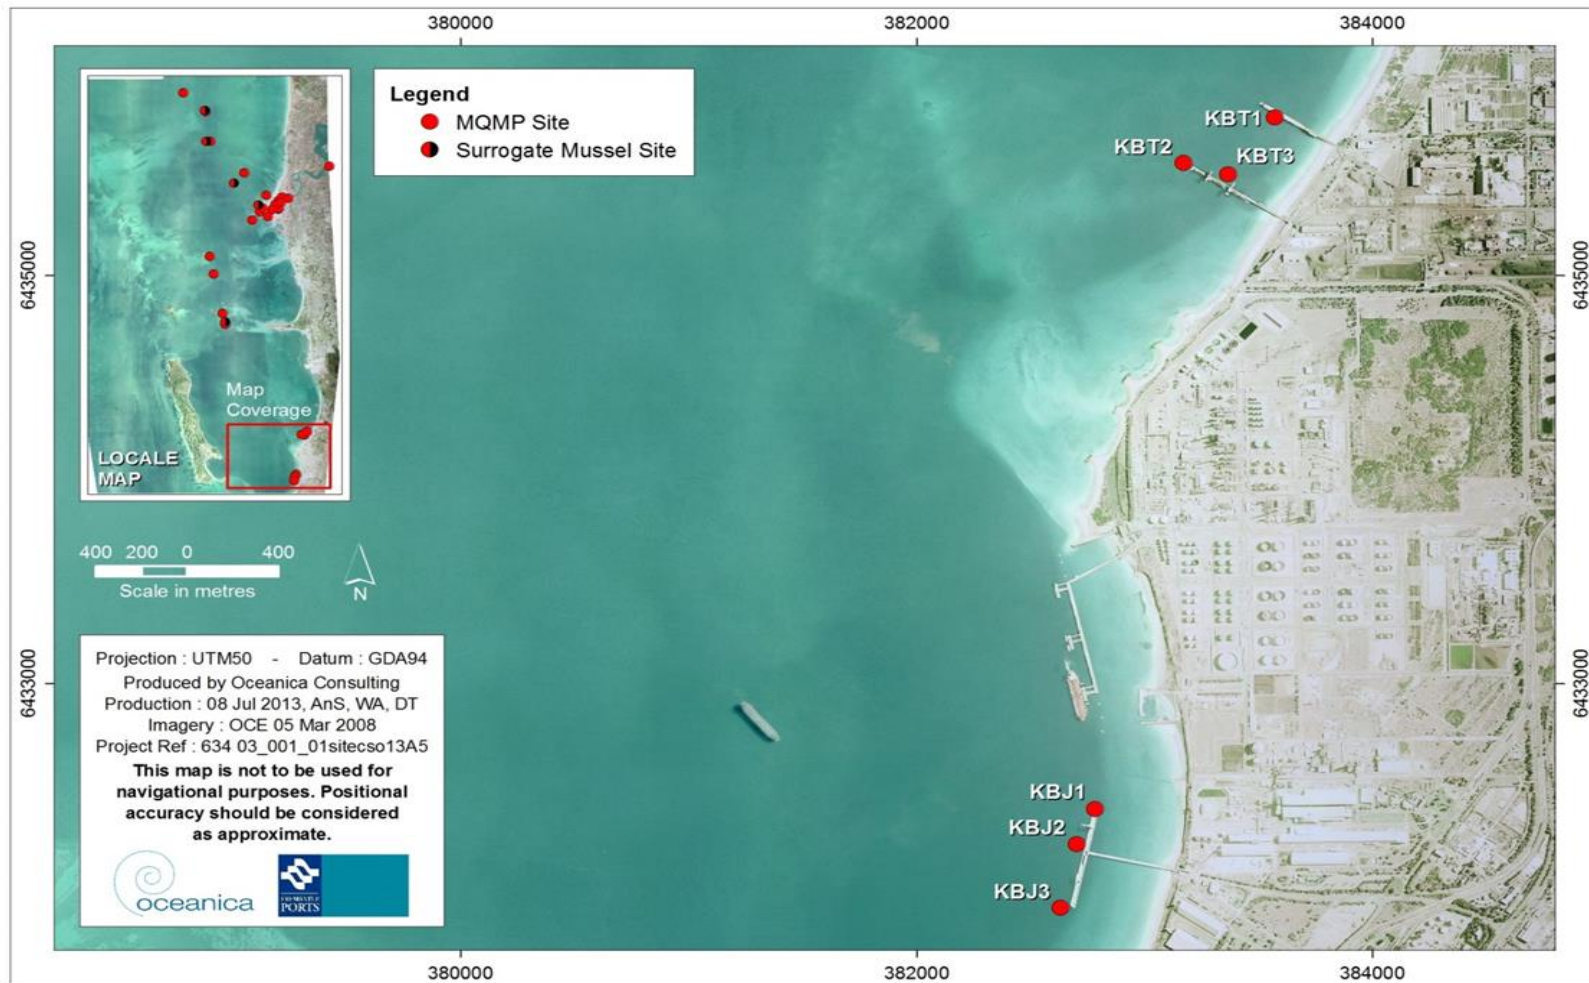 380000
382000
384000
Legend
MQMP Site
Surrogate Mussel Site
KBT1
KBT2
KBT3
6435000
6435000
Map
Coverage
LOCALE
MAP
400 200 0 400
Scale in metres
N
Projection : UTM50 - Datum : GDA94
Produced by Oceanica Consulting
Production : 08 Jul 2013, AnS, WA, DT
Imagery : OCE 05 Mar 2008
Project Ref : 634 03_001_01sitecso13A5
This map is not to be used for
navigational purposes. Positional
accuracy should be considered
as approximate.
oceanica
FREMANTLE
PORTS
6433000
6433000
KBJ1
KBJ2
KBJ3
380000
382000
384000